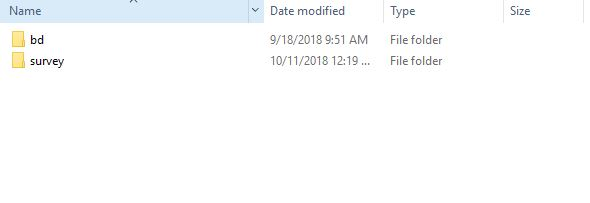 Name Date modified Type Size
bd 9/18/2018 9:51 AM File folder
survey 10/11/2018 12:19 ... File folder